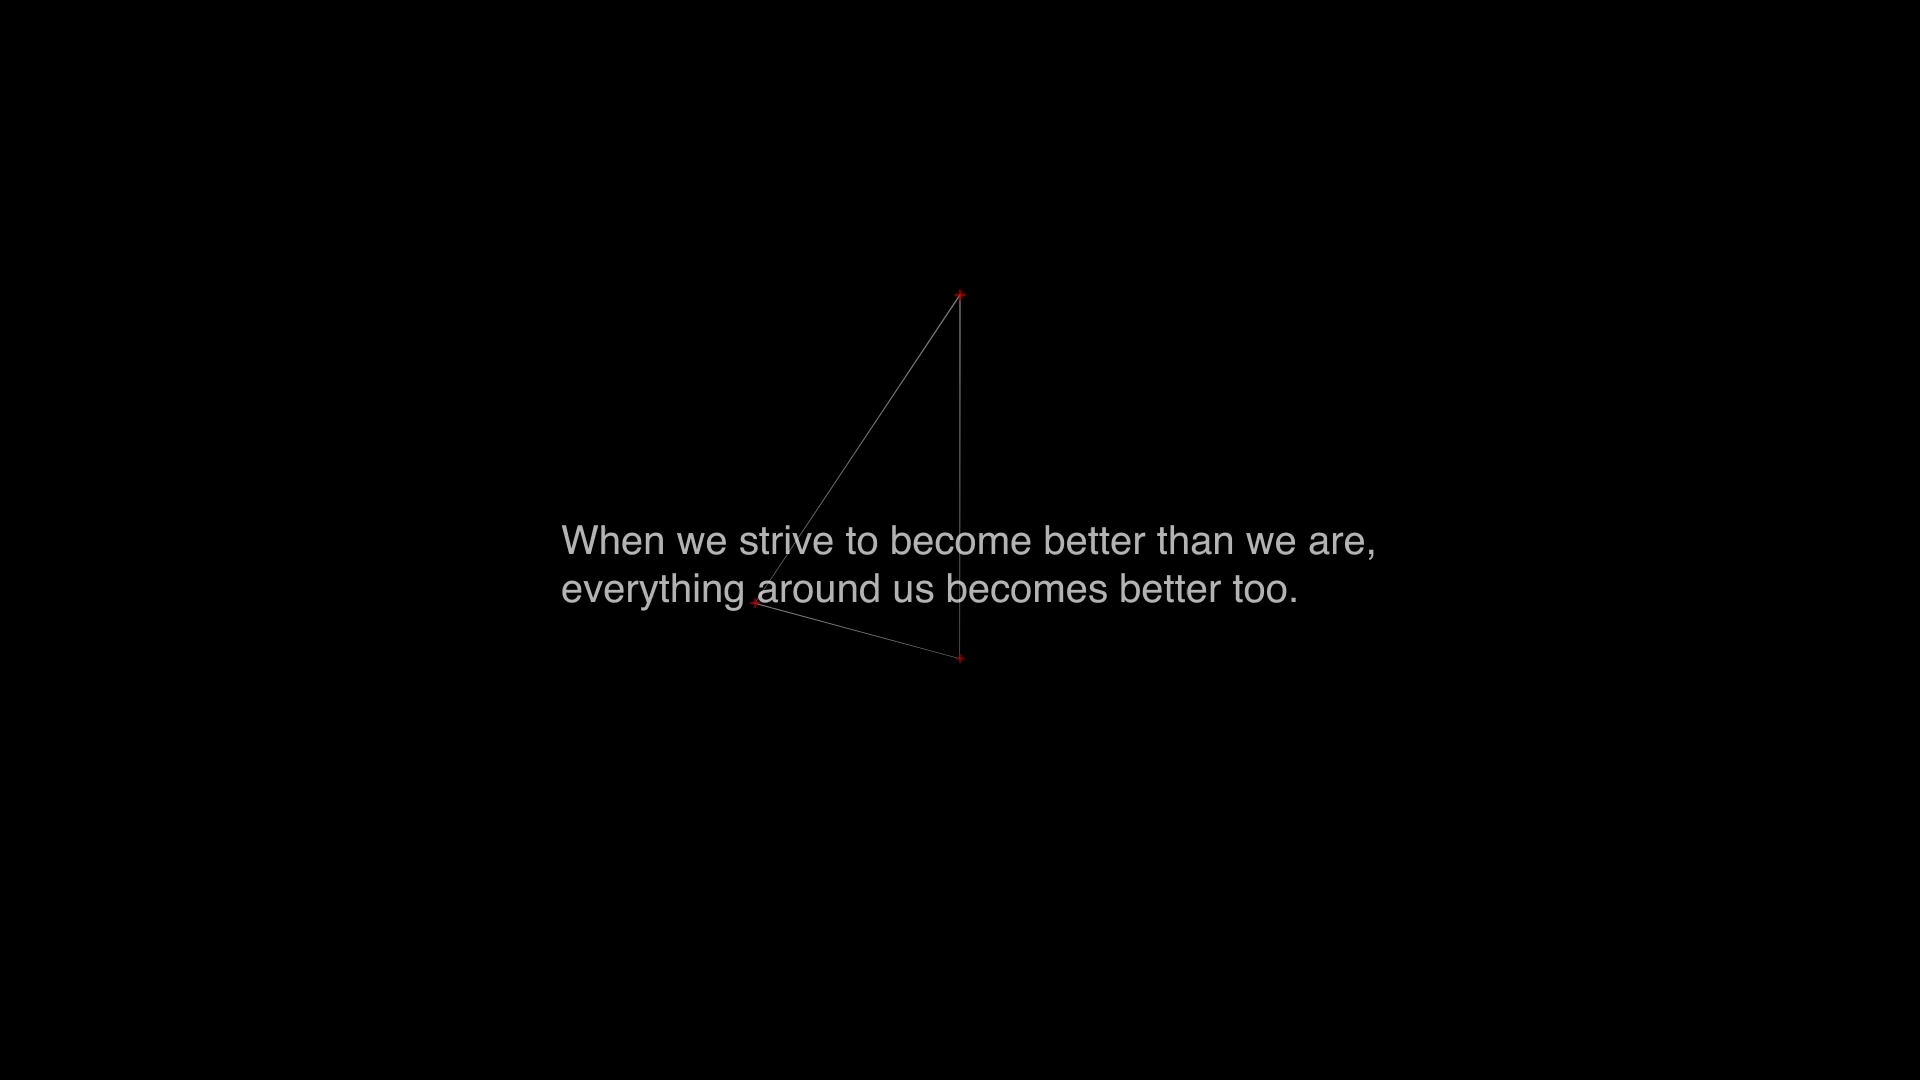 When we strive to become better than we are,
everything around us becomes better too.